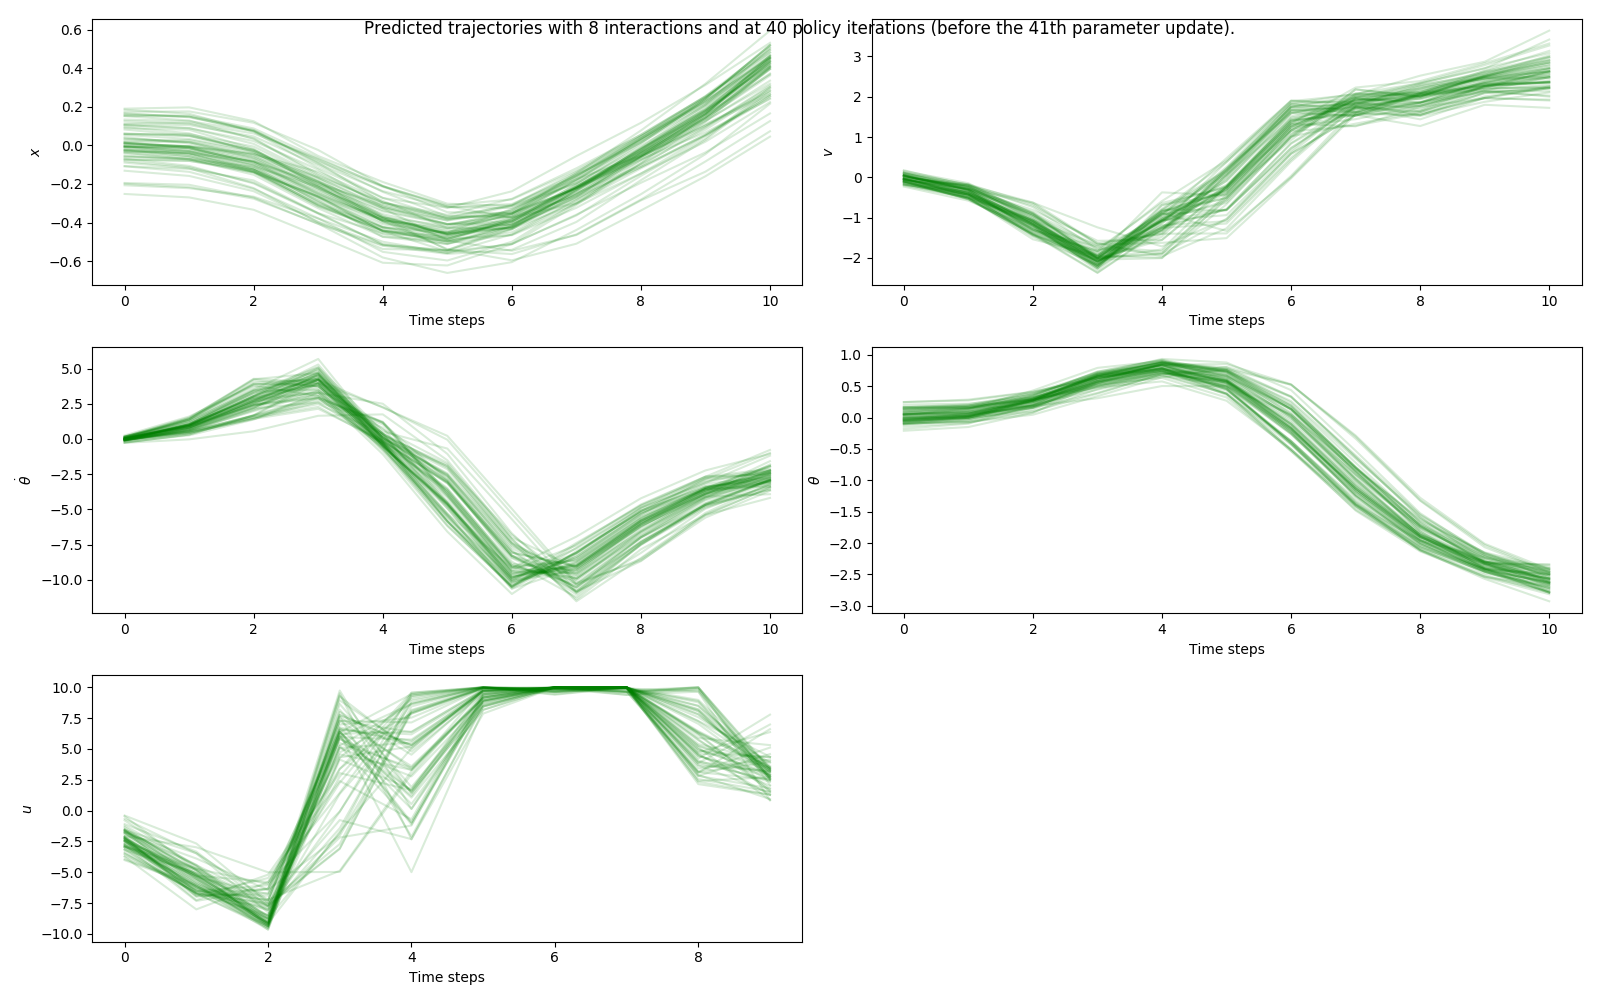 Predicted trajectories with 8 interactions and at 40 policy iterations (before the 41th parameter update).
0.6
0.4
0.2
0.0
−0.2
−0.4
−0.6
x
0 2 4 6 8 10
Time steps
3
2
1
0
−1
−2
v
0 2 4 6 8 10
Time steps
5.0
2.5
0.0
−2.5
−5.0
−7.5
−10.0
θ̇
0 2 4 6 8 10
Time steps
1.0
0.5
0.0
−0.5
−1.0
−1.5
−2.0
−2.5
−3.0
θ
0 2 4 6 8 10
Time steps
10.0
7.5
5.0
2.5
0.0
−2.5
−5.0
−7.5
−10.0
u
0 2 4 6 8
Time steps